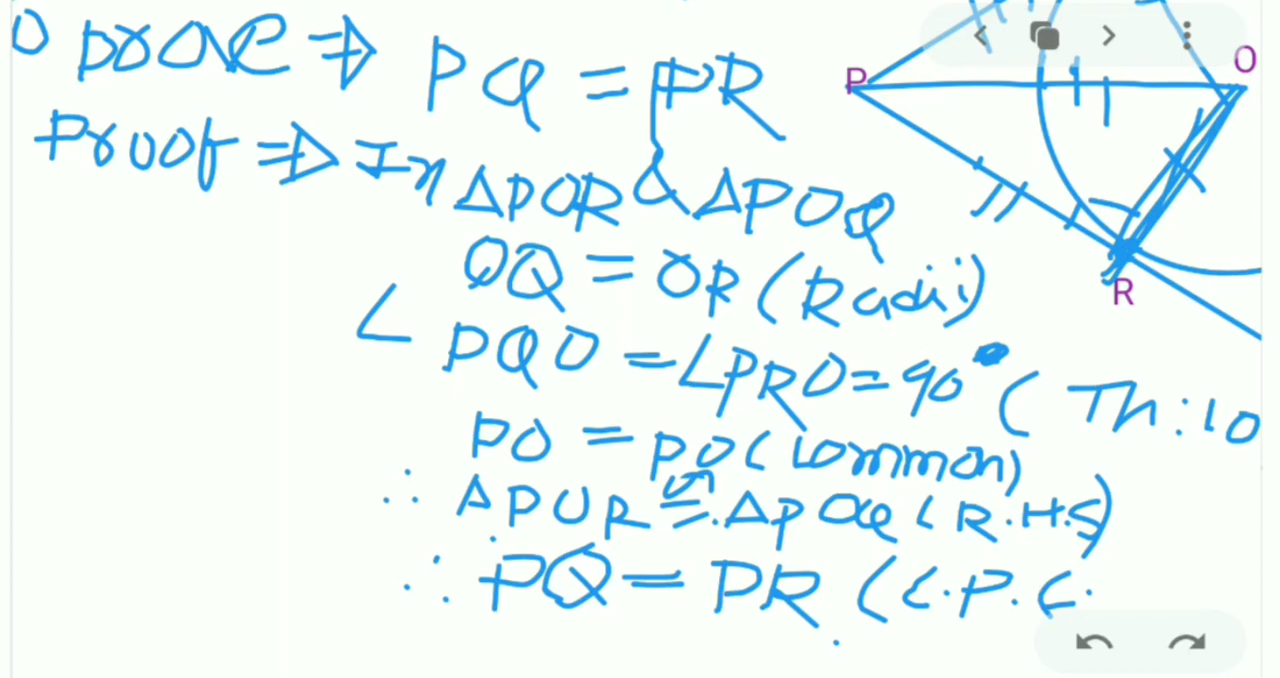 O prove ⇒ PQ = PR
Proof ⇒ In ΔPOR & ΔPOQ
OQ = OR (Radii)
∠PQO = ∠PRO = 90° (Th:10
PO = PO (common)
∴ ΔPOR ≅ ΔPOQ (R.H.S)
∴ PQ = PR (C.P.C.
P
O
R